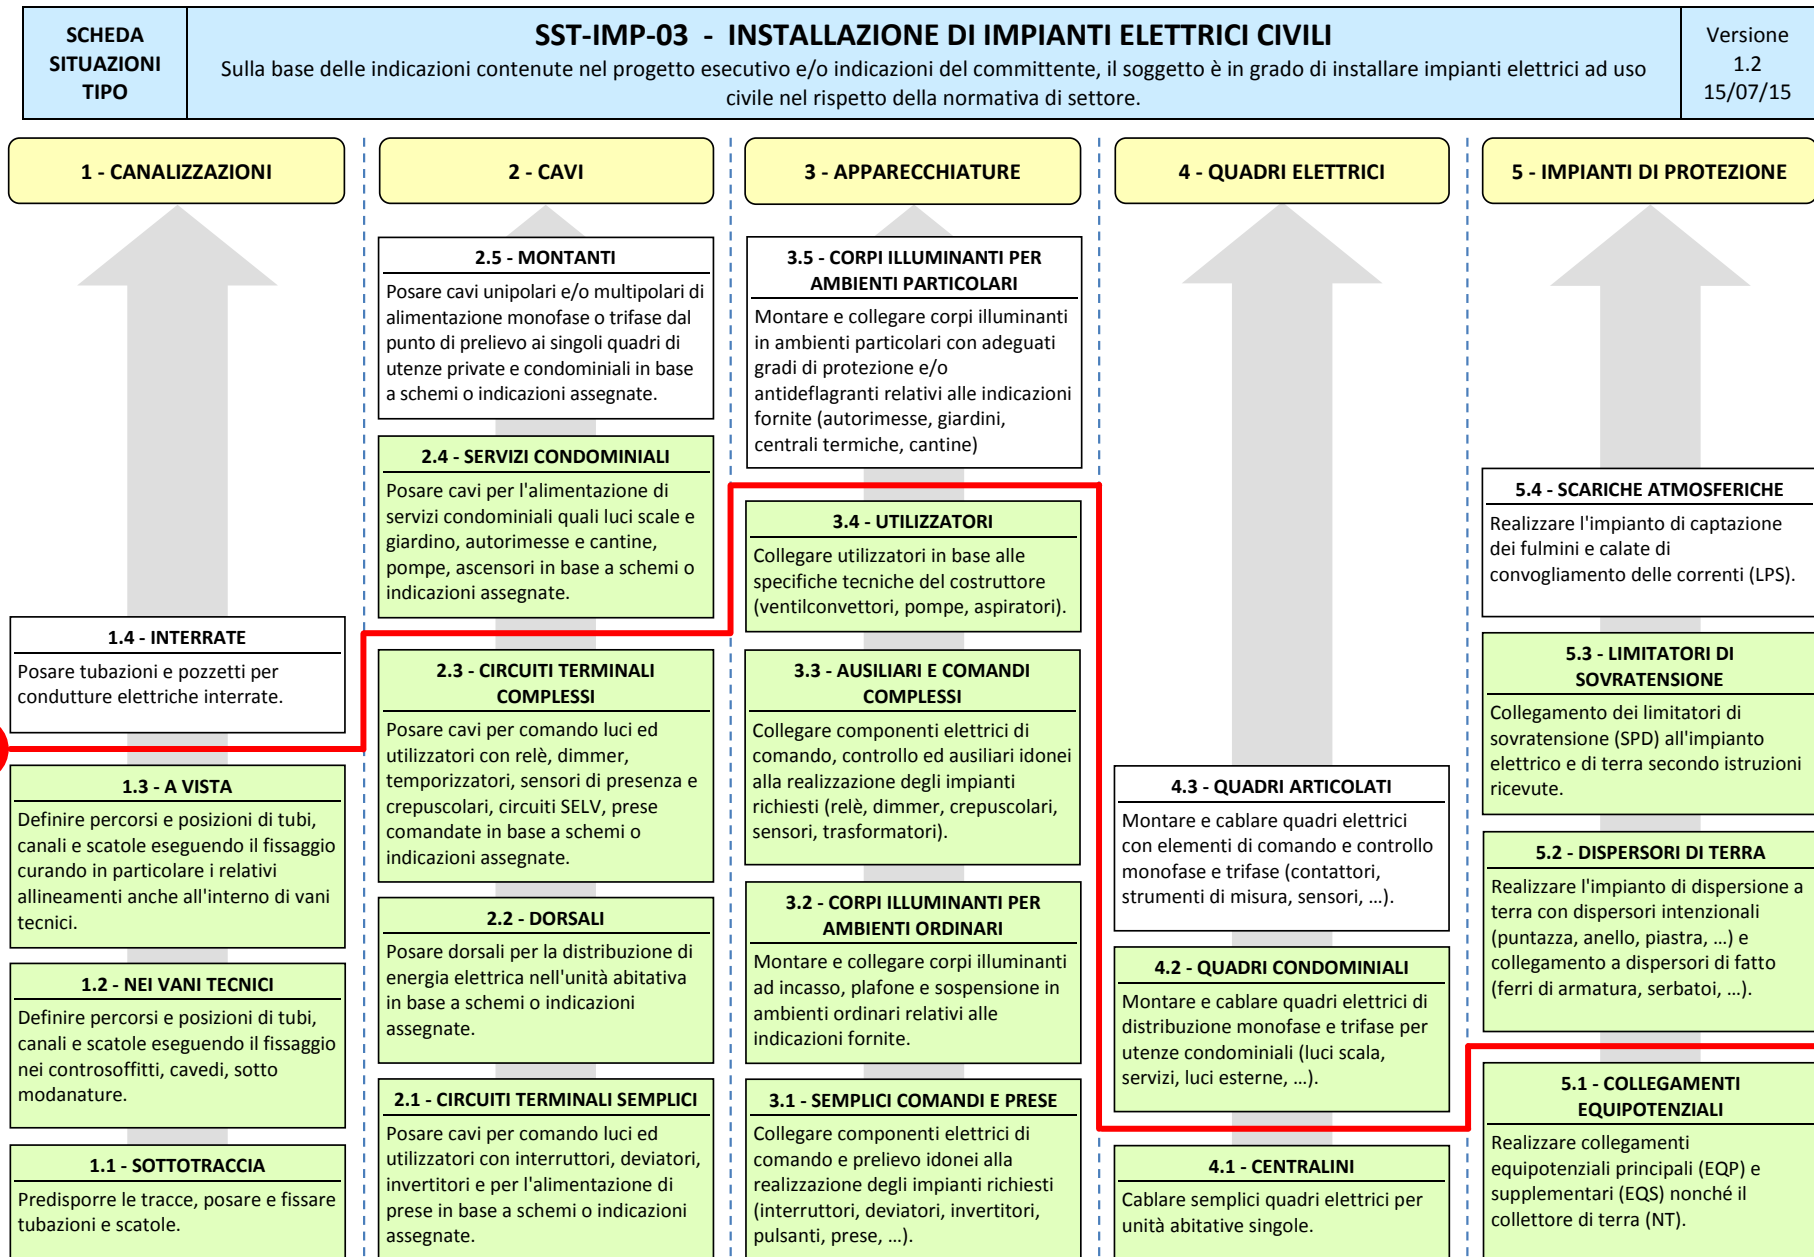 SCHEDA
SITUAZIONI
TIPO
SST-IMP-03 - INSTALLAZIONE DI IMPIANTI ELETTRICI CIVILI
Sulla base delle indicazioni contenute nel progetto esecutivo e/o indicazioni del committente, il soggetto è in grado di installare impianti elettrici ad uso
civile nel rispetto della normativa di settore.
Versione
1.2
15/07/15
1 - CANALIZZAZIONI
1.4 - INTERRATE
Posare tubazioni e pozzetti per
condutture elettriche interrate.
1.3 - A VISTA
Definire percorsi e posizioni di tubi,
canali e scatole eseguendo il fissaggio
curando in particolare i relativi
allineamenti anche all'interno di vani
tecnici.
1.2 - NEI VANI TECNICI
Definire percorsi e posizioni di tubi,
canali e scatole eseguendo il fissaggio
nei controsoffitti, cavedi, sotto
modanature.
1.1 - SOTTOTRACCIA
Predisporre le tracce, posare e fissare
tubazioni e scatole.
2 - CAVI
2.5 - MONTANTI
Posare cavi unipolari e/o multipolari di
alimentazione monofase o trifase dal
punto di prelievo ai singoli quadri di
utenze private e condominiali in base
a schemi o indicazioni assegnate.
2.4 - SERVIZI CONDOMINIALI
Posare cavi per l'alimentazione di
servizi condominiali quali luci scale e
giardino, autorimesse e cantine,
pompe, ascensori in base a schemi o
indicazioni assegnate.
2.3 - CIRCUITI TERMINALI
COMPLESSI
Posare cavi per comando luci ed
utilizzatori con relè, dimmer,
temporizzatori, sensori di presenza e
crepuscolari, circuiti SELV, prese
comandate in base a schemi o
indicazioni assegnate.
2.2 - DORSALI
Posare dorsali per la distribuzione di
energia elettrica nell'unità abitativa
in base a schemi o indicazioni
assegnate.
2.1 - CIRCUITI TERMINALI SEMPLICI
Posare cavi per comando luci ed
utilizzatori con interruttori, deviatori,
invertitori e per l'alimentazione di
prese in base a schemi o indicazioni
assegnate.
3 - APPARECCHIATURE
3.5 - CORPI ILLUMINANTI PER
AMBIENTI PARTICOLARI
Montare e collegare corpi illuminanti
in ambienti particolari con adeguati
gradi di protezione e/o
antideflagranti relativi alle indicazioni
fornite (autorimesse, giardini,
centrali termiche, cantine)
3.4 - UTILIZZATORI
Collegare utilizzatori in base alle
specifiche tecniche del costruttore
(ventilconvettori, pompe, aspiratori).
3.3 - AUSILIARI E COMANDI
COMPLESSI
Collegare componenti elettrici di
comando, controllo ed ausiliari idonei
alla realizzazione degli impianti
richiesti (relè, dimmer, crepuscolari,
sensori, trasformatori).
3.2 - CORPI ILLUMINANTI PER
AMBIENTI ORDINARI
Montare e collegare corpi illuminanti
ad incasso, plafone e sospensione in
ambienti ordinari relativi alle
indicazioni fornite.
3.1 - SEMPLICI COMANDI E PRESE
Collegare componenti elettrici di
comando e prelievo idonei alla
realizzazione degli impianti richiesti
(interruttori, deviatori, invertitori,
pulsanti, prese, …).
4 - QUADRI ELETTRICI
4.3 - QUADRI ARTICOLATI
Montare e cablare quadri elettrici
con elementi di comando e controllo
monofase e trifase (contattori,
strumenti di misura, sensori, …).
4.2 - QUADRI CONDOMINIALI
Montare e cablare quadri elettrici di
distribuzione monofase e trifase per
utenze condominiali (luci scala,
servizi, luci esterne, …).
4.1 - CENTRALINI
Cablare semplici quadri elettrici per
unità abitative singole.
5 - IMPIANTI DI PROTEZIONE
5.4 - SCARICHE ATMOSFERICHE
Realizzare l'impianto di captazione
dei fulmini e calate di
convogliamento delle correnti (LPS).
5.3 - LIMITATORI DI
SOVRATENSIONE
Collegamento dei limitatori di
sovratensione (SPD) all'impianto
elettrico e di terra secondo istruzioni
ricevute.
5.2 - DISPERSORI DI TERRA
Realizzare l'impianto di dispersione a
terra con dispersori intenzionali
(puntazza, anello, piastra, …) e
collegamento a dispersori di fatto
(ferri di armatura, serbatoi, …).
5.1 - COLLEGAMENTI
EQUIPOTENZIALI
Realizzare collegamenti
equipotenziali principali (EQP) e
supplementari (EQS) nonché il
collettore di terra (NT).